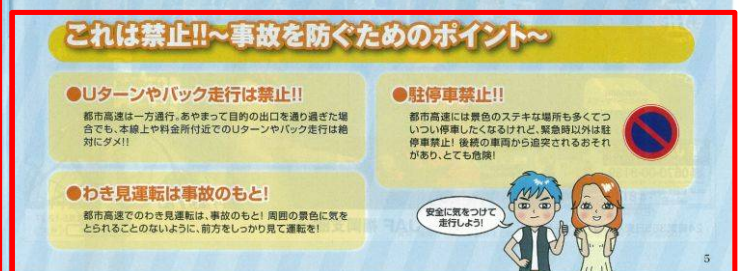 これは禁止!!～事故を防ぐためのポイント～
●Uターンやバック走行は禁止!!
都市高速は一方通行。あやまって目的の出口を通り過ぎた場
合でも、本線上や料金所付近でのUターンやバック走行は絶
対にダメ!!
●わき見運転は事故のもと!
都市高速でのわき見運転は、事故のもと! 周囲の景色に気を
とられることのないように、前方をしっかり見て運転を!
●駐停車禁止!!
都市高速には景色のステキな場所も多くてつ
いつい停車したくなるけれど、緊急時以外は駐
停車禁止! 後続の車両から追突されるおそれ
があり、とても危険!
安全に気をつけて
走行しよう!
5